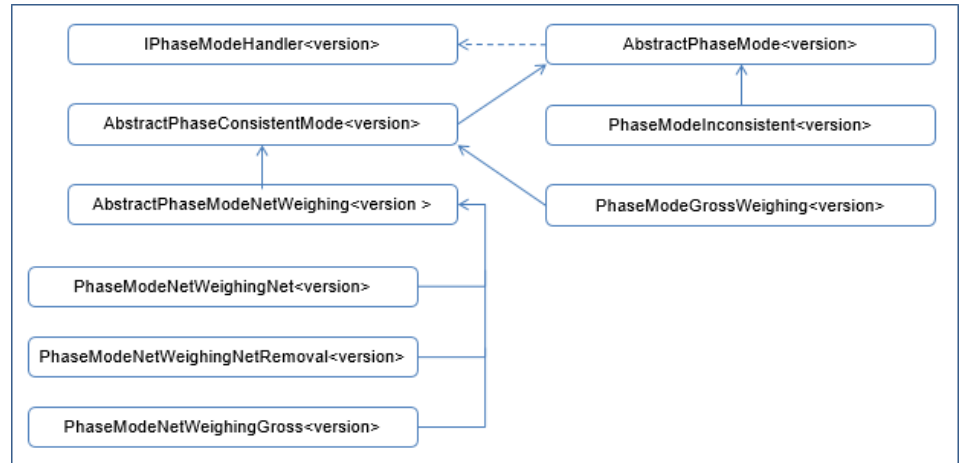 IPhaseModeHandler<version>
AbstractPhaseMode<version>
AbstractPhaseConsistentMode<version>
PhaseModeInconsistent<version>
AbstractPhaseModeNetWeighing<version >
PhaseModeGrossWeighing<version>
PhaseModeNetWeighingNet<version>
PhaseModeNetWeighingNetRemoval<version>
PhaseModeNetWeighingGross<version>